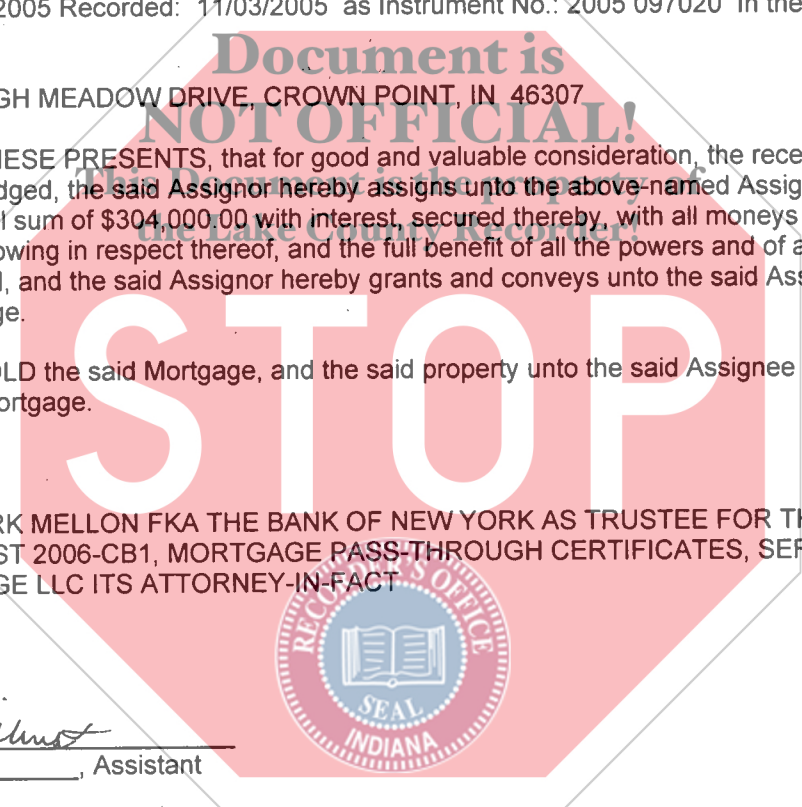 2005 Recorded: 11/03/2005 as Instrument No.: 2005 097020 In the
Document is
GH MEADOW DRIVE, CROWN POINT, IN 46307
NOT OFFICIAL!
HESE PRESENTS, that for good and valuable consideration, the rece
This Document is the property of
dged, the said Assignor hereby assigns unto the above-named Assig
l sum of $304,000.00 with interest, secured thereby, with all moneys
the Lake County Recorder!
owing in respect thereof, and the full benefit of all the powers and of a
, and the said Assignor hereby grants and conveys unto the said Ass
ge.
STOP
OLD the said Mortgage, and the said property unto the said Assignee
ortgage.
RK MELLON FKA THE BANK OF NEW YORK AS TRUSTEE FOR TH
ST 2006-CB1, MORTGAGE PASS-THROUGH CERTIFICATES, SER
GE LLC ITS ATTORNEY-IN-FACT
RECORDER'S OFFICE
SEAL
INDIANA
, Assistant